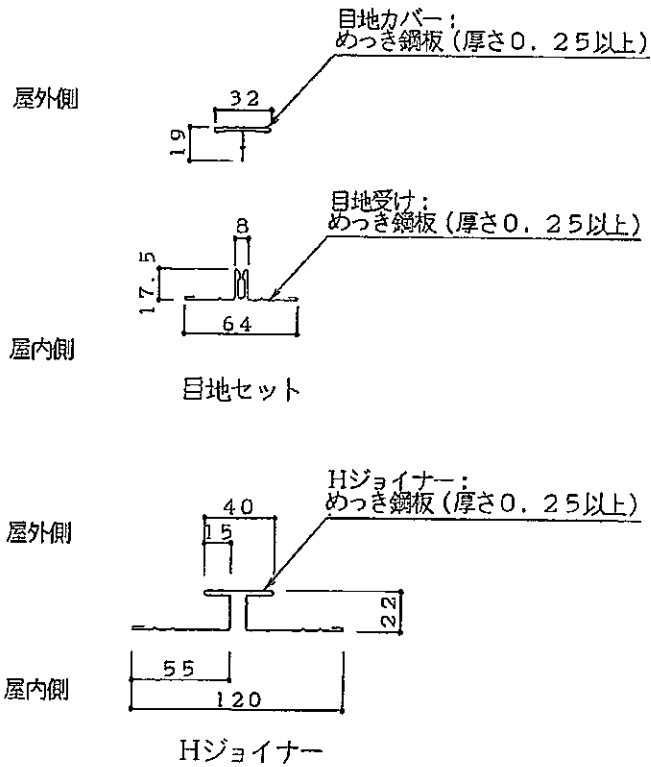 目地カバー：
めっき鋼板（厚さ0．25以上）
屋外側
32
19
目地受け：
めっき鋼板（厚さ0．25以上）
8
17．5
64
屋内側
目地セット
Hジョイナー：
めっき鋼板（厚さ0．25以上）
40
屋外側
15
22
55
屋内側
120
Hジョイナー